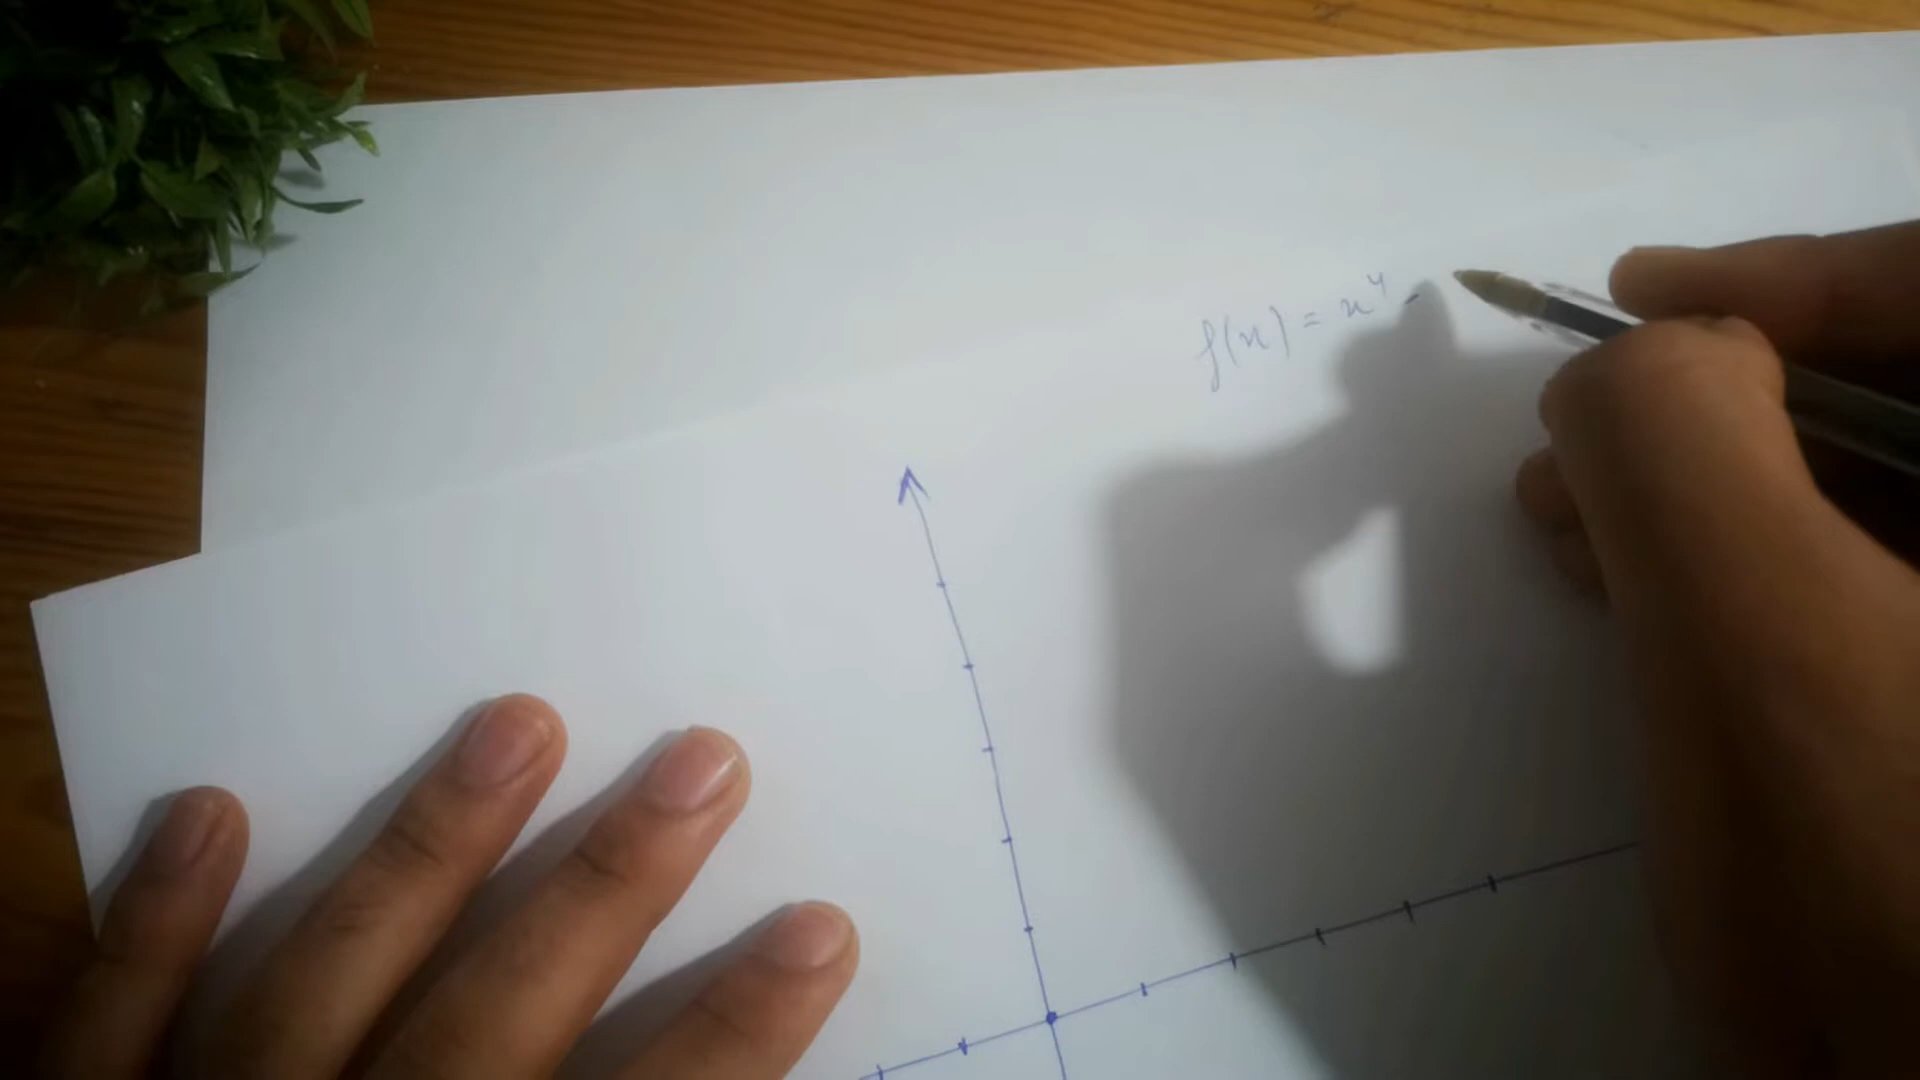 f(x) = x⁴ -